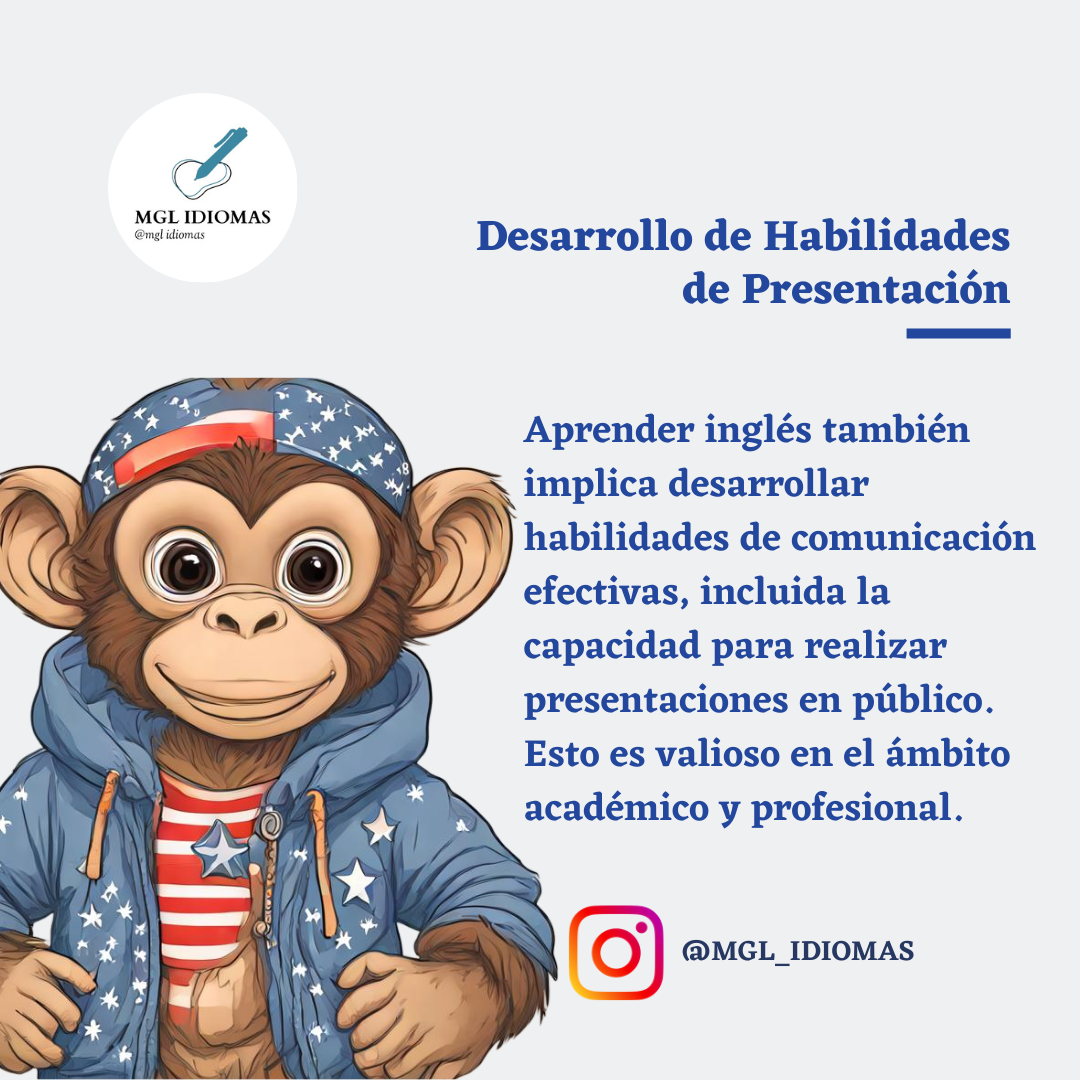 MGL IDIOMAS
@mgl idiomas
Desarrollo de Habilidades
de Presentación
Aprender inglés también
implica desarrollar
habilidades de comunicación
efectivas, incluida la
capacidad para realizar
presentaciones en público.
Esto es valioso en el ámbito
académico y profesional.
@MGL_IDIOMAS